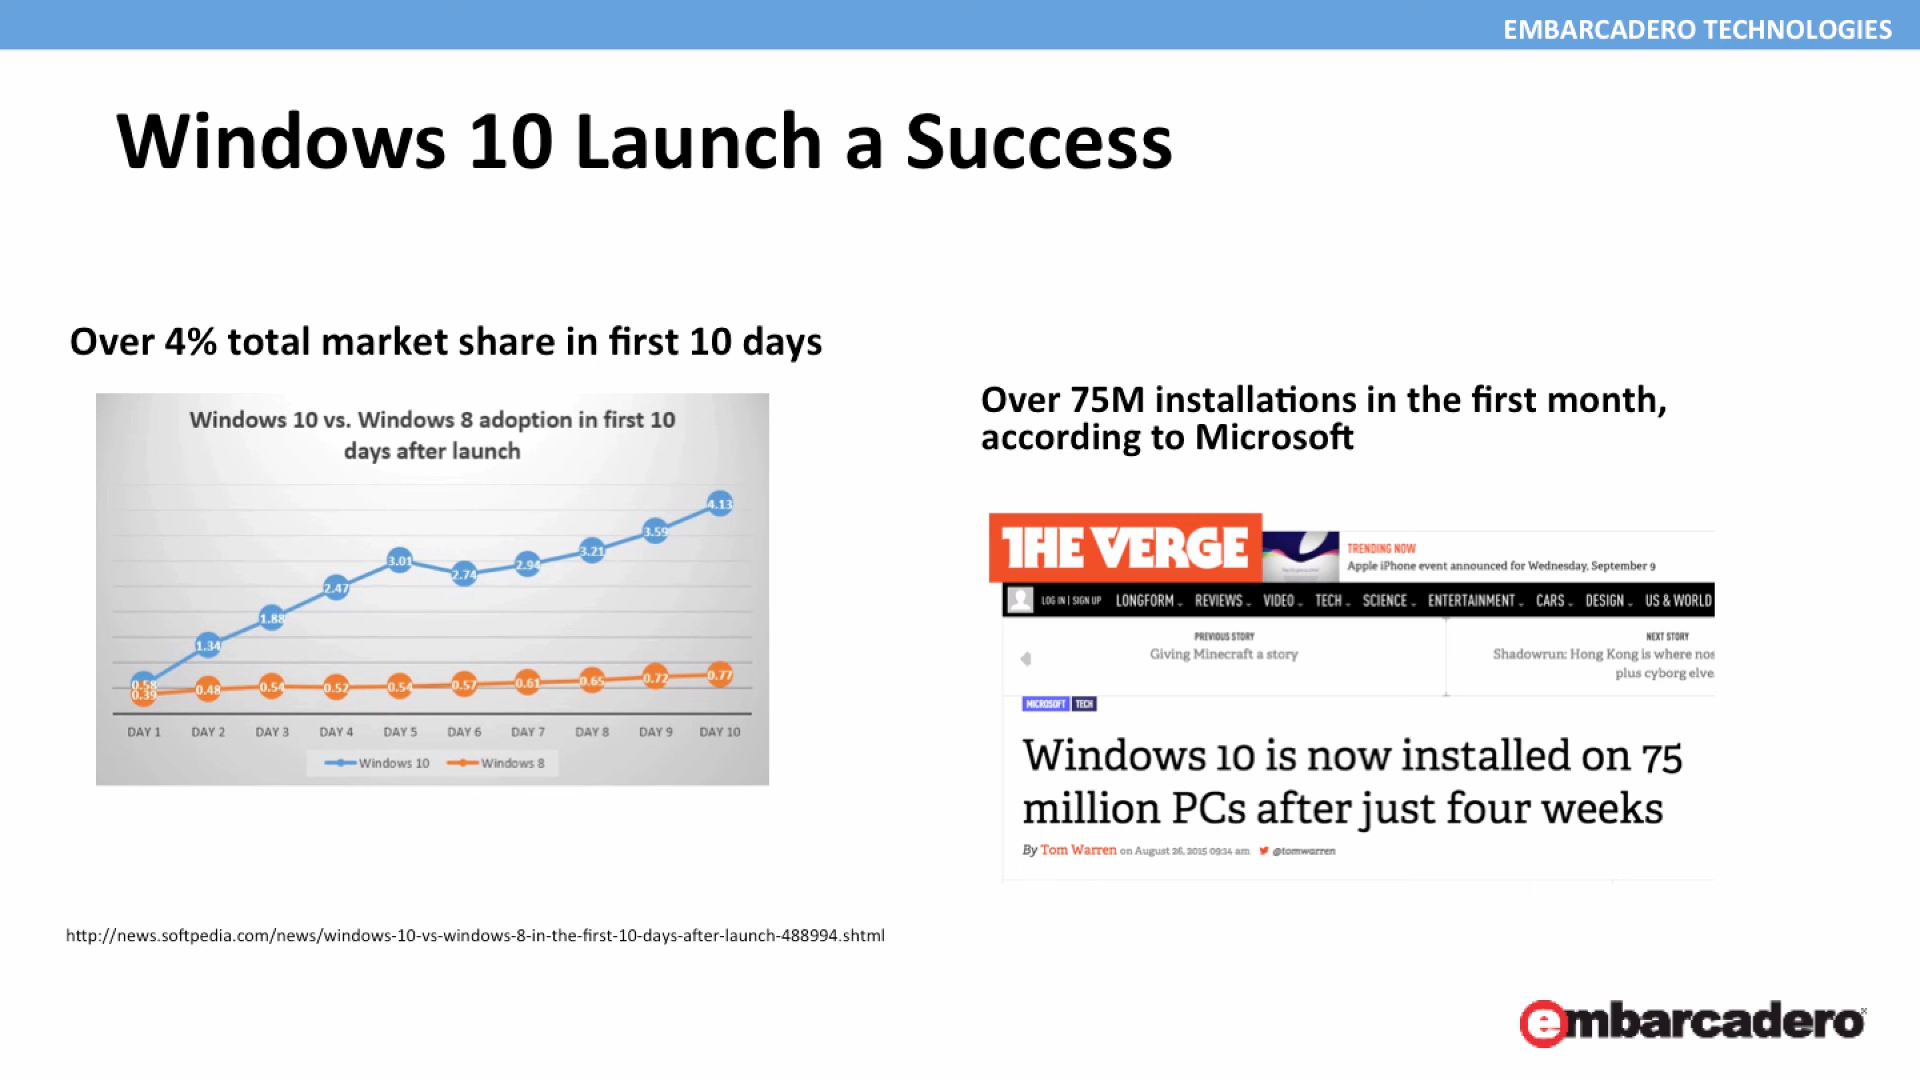 EMBARCADERO TECHNOLOGIES
Windows 10 Launch a Success
Over 4% total market share in first 10 days
Windows 10 vs. Windows 8 adoption in first 10
days after launch
0.58
1.34
1.88
2.47
3.01
2.74
2.94
3.21
3.59
4.13
0.39
0.48
0.54
0.52
0.54
0.57
0.61
0.65
0.72
0.77
DAY 1 DAY 2 DAY 3 DAY 4 DAY 5 DAY 6 DAY 7 DAY 8 DAY 9 DAY 10
Windows 10 Windows 8
http://news.softpedia.com/news/windows-10-vs-windows-8-in-the-first-10-days-after-launch-488994.shtml
Over 75M installations in the first month,
according to Microsoft
THE VERGE
TRENDING NOW
Apple iPhone event announced for Wednesday, September 9
LOG IN | SIGN UP LONGFORM REVIEWS VIDEO TECH SCIENCE ENTERTAINMENT CARS DESIGN US & WORLD
PREVIOUS STORY
Giving Minecraft a story
NEXT STORY
Shadowrun: Hong Kong is where nos
plus cyborg elve
MICROSOFT TECH
Windows 10 is now installed on 75
million PCs after just four weeks
By Tom Warren on August 26, 2015 09:14 am @tomwarren
embarcadero